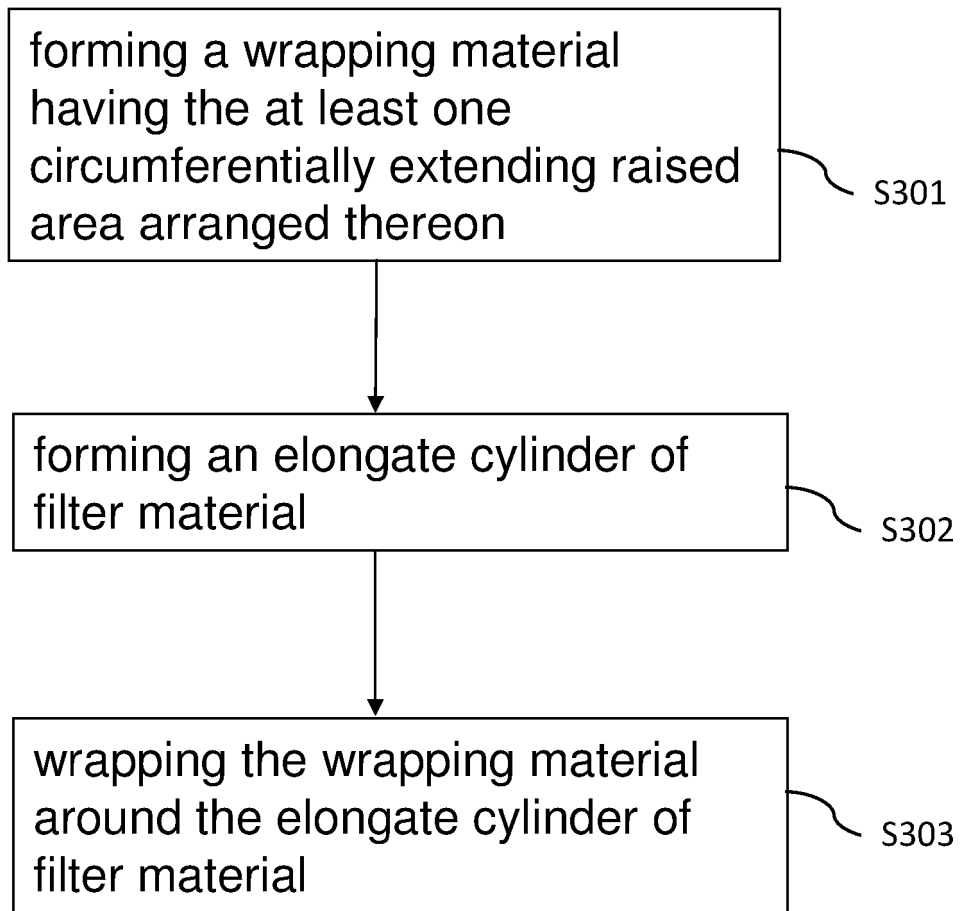 forming a wrapping material
having the at least one
circumferentially extending raised
area arranged thereon
S301
forming an elongate cylinder of
filter material
S302
wrapping the wrapping material
around the elongate cylinder of
filter material
S303